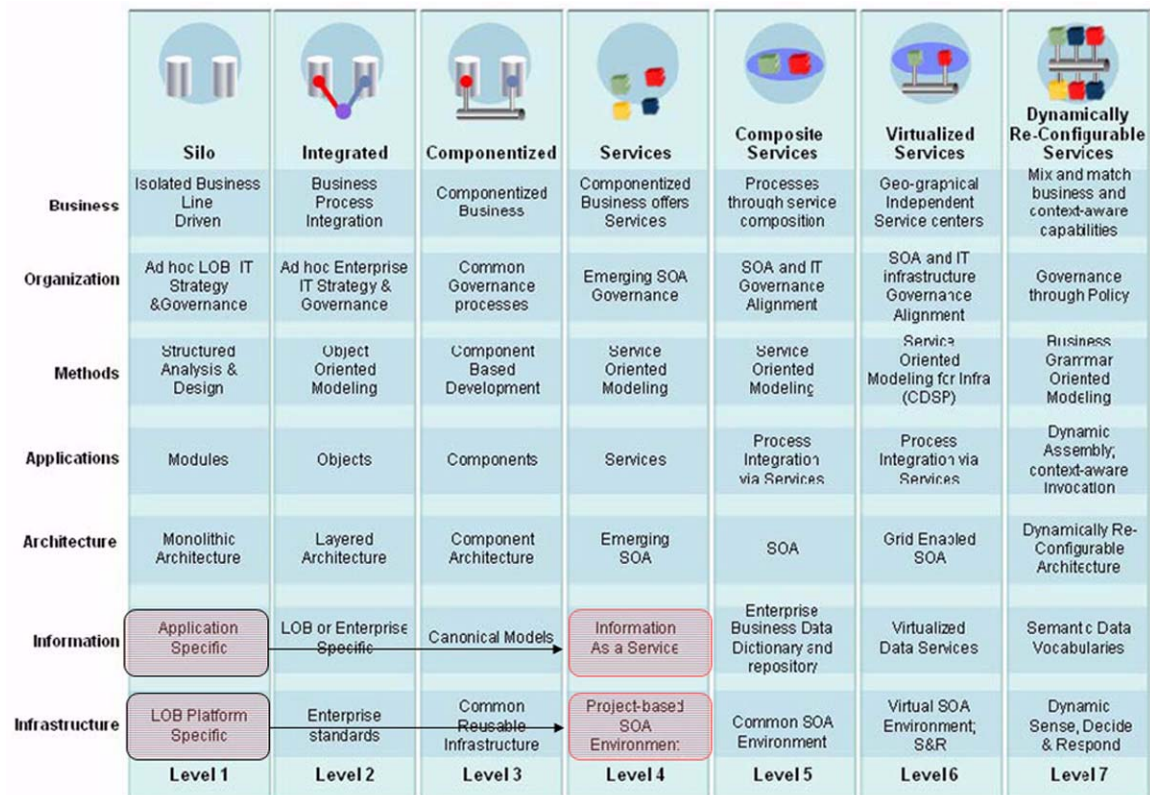 Silo
Integrated
Componentized
Services
Composite
Services
Virtualized
Services
Dynamically
Re-Configurable
Services
Business
Isolated Business
Line
Driven
Business
Process
Integration
Componentized
Business
Componentized
Business offers
Services
Processes
through service
composition
Geo-graphical
Independent
Service centers
Mix and match
business and
context-aware
capabilities
Organization
Ad hoc LOB IT
Strategy
&Governance
Ad hoc Enterprise
IT Strategy &
Governance
Common
Governance
processes
Emerging SOA
Governance
SOA and IT
Governance
Alignment
SOA and IT
infrastructure
Governance
Alignment
Governance
through Policy
Methods
Structured
Analysis &
Design
Object
Oriented
Modeling
Component
Based
Development
Service
Oriented
Modeling
Service
Oriented
Modeling
Service
Oriented
Modeling for Infra
(CDSP)
Business
Grammar
Oriented
Modeling
Applications
Modules
Objects
Components
Services
Process
Integration
via Services
Process
Integration via
Services
Dynamic
Assembly;
context-aware
Invocation
Architecture
Monolithic
Architecture
Layered
Architecture
Component
Architecture
Emerging
SOA
SOA
Grid Enabled
SOA
Dynamically Re-
Configurable
Architecture
Information
Application
Specific
LOB or Enterprise
Specific
Canonical Models
Information
As a Service
Enterprise
Business Data
Dictionary and
repository
Virtualized
Data Services
Semantic Data
Vocabularies
Infrastructure
LOB Platform
Specific
Enterprise
standards
Common
Reusable
Infrastructure
Project-based
SOA
Environment
Common SOA
Environment
Virtual SOA
Environment;
S&R
Dynamic
Sense, Decide
& Respond
Level 1
Level 2
Level 3
Level 4
Level 5
Level 6
Level 7